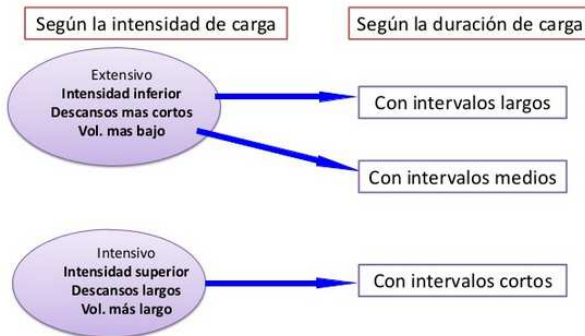 Según la intensidad de carga
Según la duración de carga
Extensivo
Intensidad inferior
Descansos mas cortos
Vol. mas bajo
Con intervalos largos
Con intervalos medios
Intensivo
Intensidad superior
Descansos largos
Vol. más largo
Con intervalos cortos